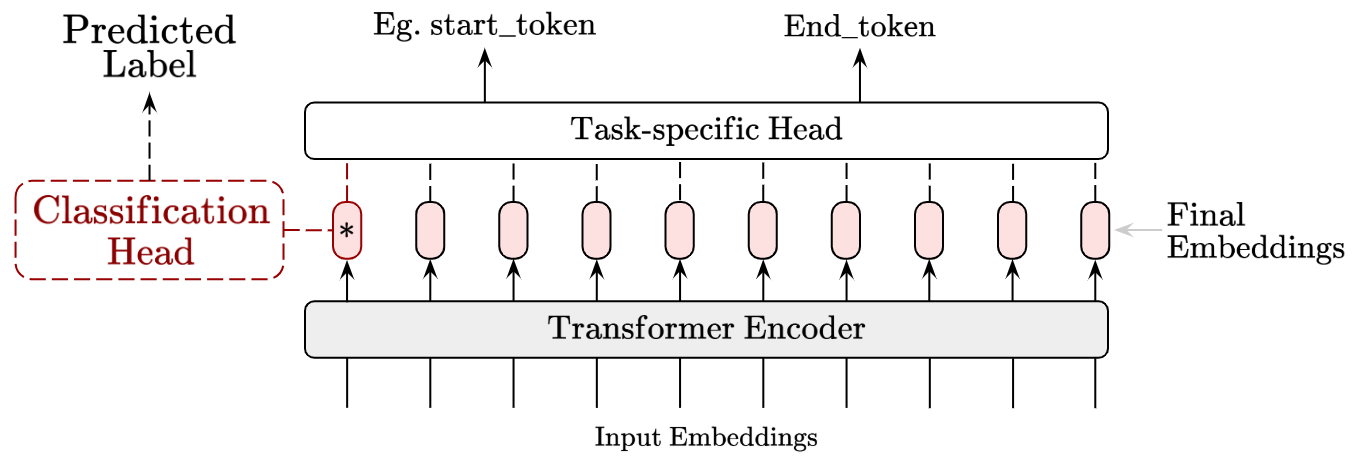 Predicted
Label
Eg. start_token
End_token
Task-specific Head
Classification
Head
*
Final
Embeddings
Transformer Encoder
Input Embeddings